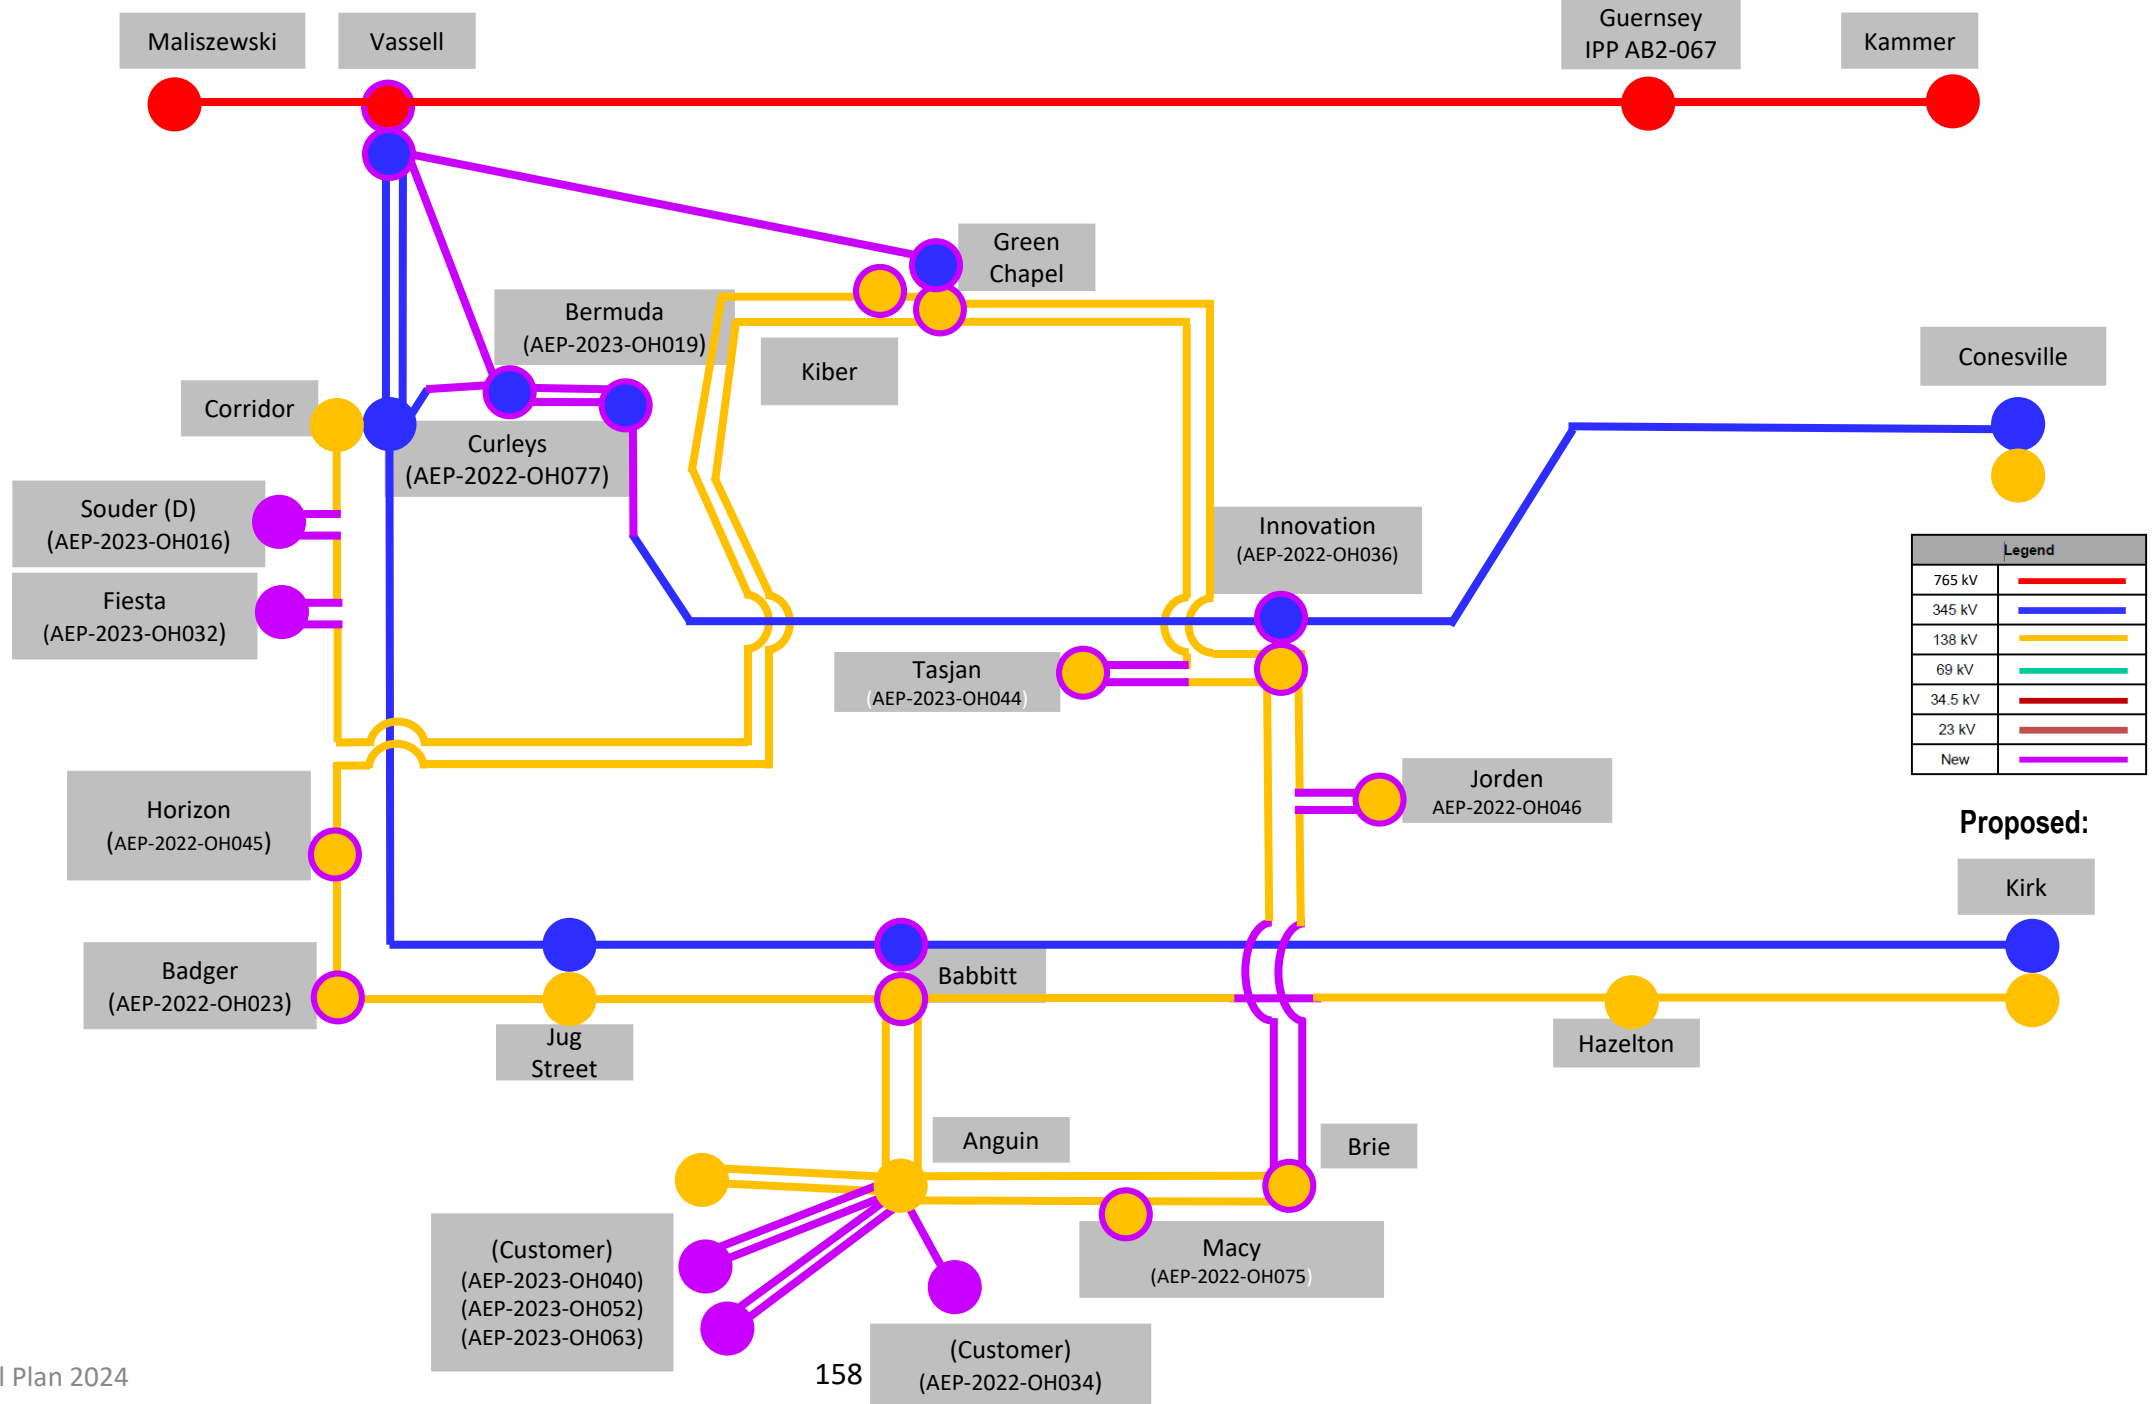 Maliszewski
Vassell
Guernsey
IPP AB2-067
Kammer
Green
Chapel
Bermuda
(AEP-2023-OH019)
Kiber
Conesville
Corridor
Curleys
(AEP-2022-OH077)
Souder (D)
(AEP-2023-OH016)
Innovation
(AEP-2022-OH036)
Legend
765 kV
345 kV
138 kV
69 kV
34.5 kV
23 kV
New
Fiesta
(AEP-2023-OH032)
Tasjan
(AEP-2023-OH044)
Horizon
(AEP-2022-OH045)
Jorden
AEP-2022-OH046
Proposed:
Kirk
Badger
(AEP-2022-OH023)
Babbitt
Jug
Street
Hazelton
Anguin
Brie
(Customer)
(AEP-2023-OH040)
(AEP-2023-OH052)
(AEP-2023-OH063)
Macy
(AEP-2022-OH075)
(Customer)
(AEP-2022-OH034)
l Plan 2024
158